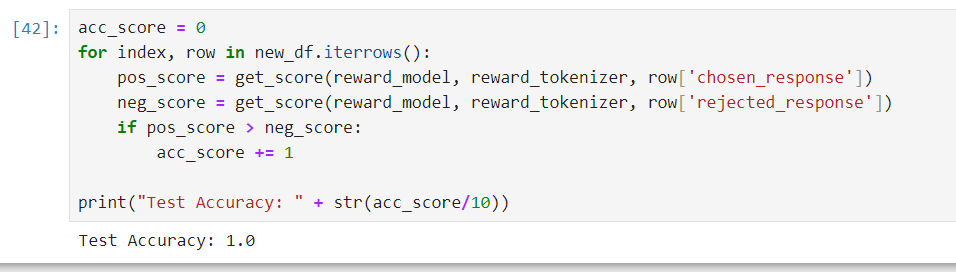 [42]: acc_score = 0
for index, row in new_df.iterrows():
    pos_score = get_score(reward_model, reward_tokenizer, row['chosen_response'])
    neg_score = get_score(reward_model, reward_tokenizer, row['rejected_response'])
    if pos_score > neg_score:
        acc_score += 1
print("Test Accuracy: " + str(acc_score/10))
Test Accuracy: 1.0